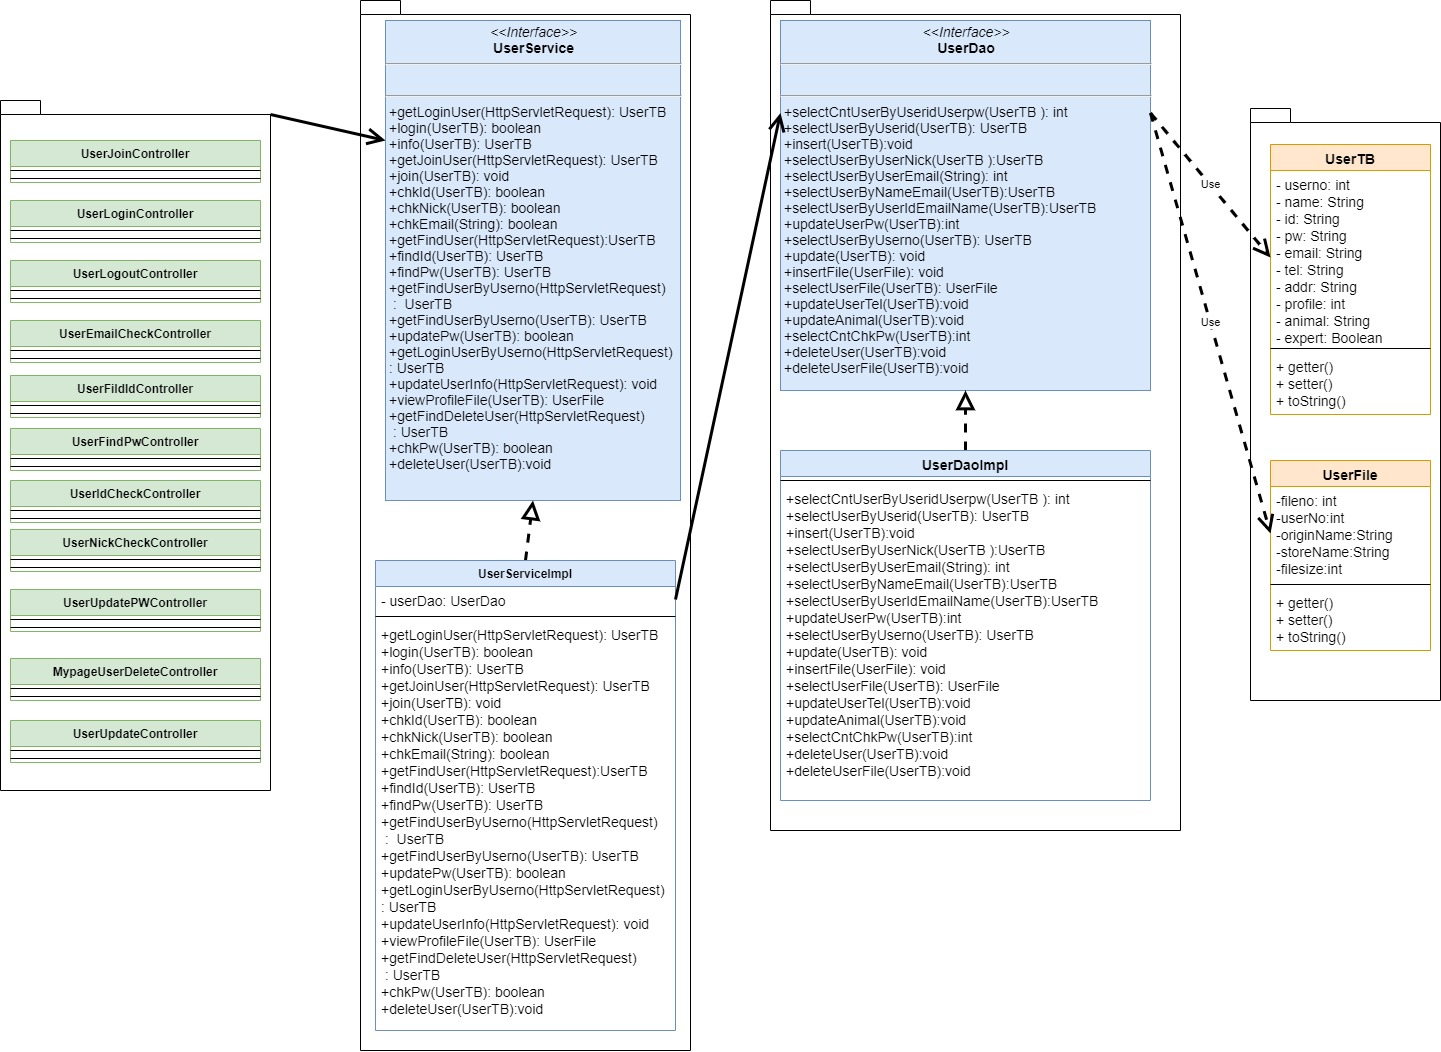 UserJoinController
UserLoginController
UserLogoutController
UserEmailCheckController
UserFildIdController
UserFindPwController
UserIdCheckController
UserNickCheckController
UserUpdatePWController
MypageUserDeleteController
UserUpdateController
<<Interface>>
UserService
+getLoginUser(HttpServletRequest): UserTB
+login(UserTB): boolean
+info(UserTB): UserTB
+getJoinUser(HttpServletRequest): UserTB
+join(UserTB): void
+chkId(UserTB): boolean
+chkNick(UserTB): boolean
+chkEmail(String): boolean
+getFindUser(HttpServletRequest):UserTB
+findId(UserTB): UserTB
+findPw(UserTB): UserTB
+getFindUserByUserno(HttpServletRequest)
: UserTB
+getFindUserByUserno(UserTB): UserTB
+updatePw(UserTB): boolean
+getLoginUserByUserno(HttpServletRequest)
: UserTB
+updateUserInfo(HttpServletRequest): void
+viewProfileFile(UserTB): UserFile
+getFindDeleteUser(HttpServletRequest)
: UserTB
+chkPw(UserTB): boolean
+deleteUser(UserTB):void
UserServiceImpl
- userDao: UserDao
+getLoginUser(HttpServletRequest): UserTB
+login(UserTB): boolean
+info(UserTB): UserTB
+getJoinUser(HttpServletRequest): UserTB
+join(UserTB): void
+chkId(UserTB): boolean
+chkNick(UserTB): boolean
+chkEmail(String): boolean
+getFindUser(HttpServletRequest):UserTB
+findId(UserTB): UserTB
+findPw(UserTB): UserTB
+getFindUserByUserno(HttpServletRequest)
: UserTB
+getFindUserByUserno(UserTB): UserTB
+updatePw(UserTB): boolean
+getLoginUserByUserno(HttpServletRequest)
: UserTB
+updateUserInfo(HttpServletRequest): void
+viewProfileFile(UserTB): UserFile
+getFindDeleteUser(HttpServletRequest)
: UserTB
+chkPw(UserTB): boolean
+deleteUser(UserTB):void
<<Interface>>
UserDao
+selectCntUserByUseridUserpw(UserTB ): int
+selectUserByUserid(UserTB): UserTB
+insert(UserTB):void
+selectUserByUserNick(UserTB ):UserTB
+selectUserByUserEmail(String): int
+selectUserByNameEmail(UserTB):UserTB
+selectUserByUserIdEmailName(UserTB):UserTB
+updateUserPw(UserTB):int
+selectUserByUserno(UserTB): UserTB
+update(UserTB): void
+insertFile(UserFile): void
+selectUserFile(UserTB): UserFile
+updateUserTel(UserTB):void
+updateAnimal(UserTB):void
+selectCntChkPw(UserTB):int
+deleteUser(UserTB):void
+deleteUserFile(UserTB):void
UserDaoImpl
+selectCntUserByUseridUserpw(UserTB ): int
+selectUserByUserid(UserTB): UserTB
+insert(UserTB):void
+selectUserByUserNick(UserTB ):UserTB
+selectUserByUserEmail(String): int
+selectUserByNameEmail(UserTB):UserTB
+selectUserByUserIdEmailName(UserTB):UserTB
+updateUserPw(UserTB):int
+selectUserByUserno(UserTB): UserTB
+update(UserTB): void
+insertFile(UserFile): void
+selectUserFile(UserTB): UserFile
+updateUserTel(UserTB):void
+updateAnimal(UserTB):void
+selectCntChkPw(UserTB):int
+deleteUser(UserTB):void
+deleteUserFile(UserTB):void
Use
Use
UserTB
- userno: int
- name: String
- id: String
- pw: String
- email: String
- tel: String
- addr: String
- profile: int
- animal: String
- expert: Boolean
+ getter()
+ setter()
+ toString()
UserFile
-fileno: int
-userNo:int
-originName:String
-storeName:String
-filesize:int
+ getter()
+ setter()
+ toString()